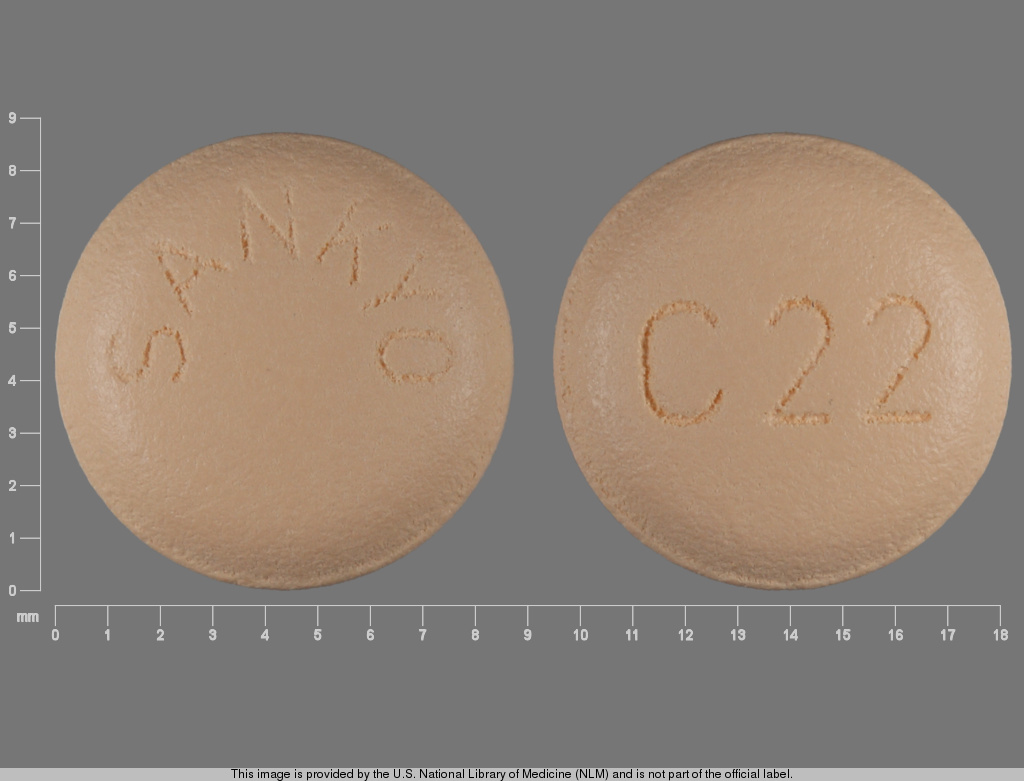 SANKYO
C22
9
8
7
6
5
4
3
2
1
0
mm
0 1 2 3 4 5 6 7 8 9 10 11 12 13 14 15 16 17 18
This image is provided by the U.S. National Library of Medicine (NLM) and is not part of the official label.